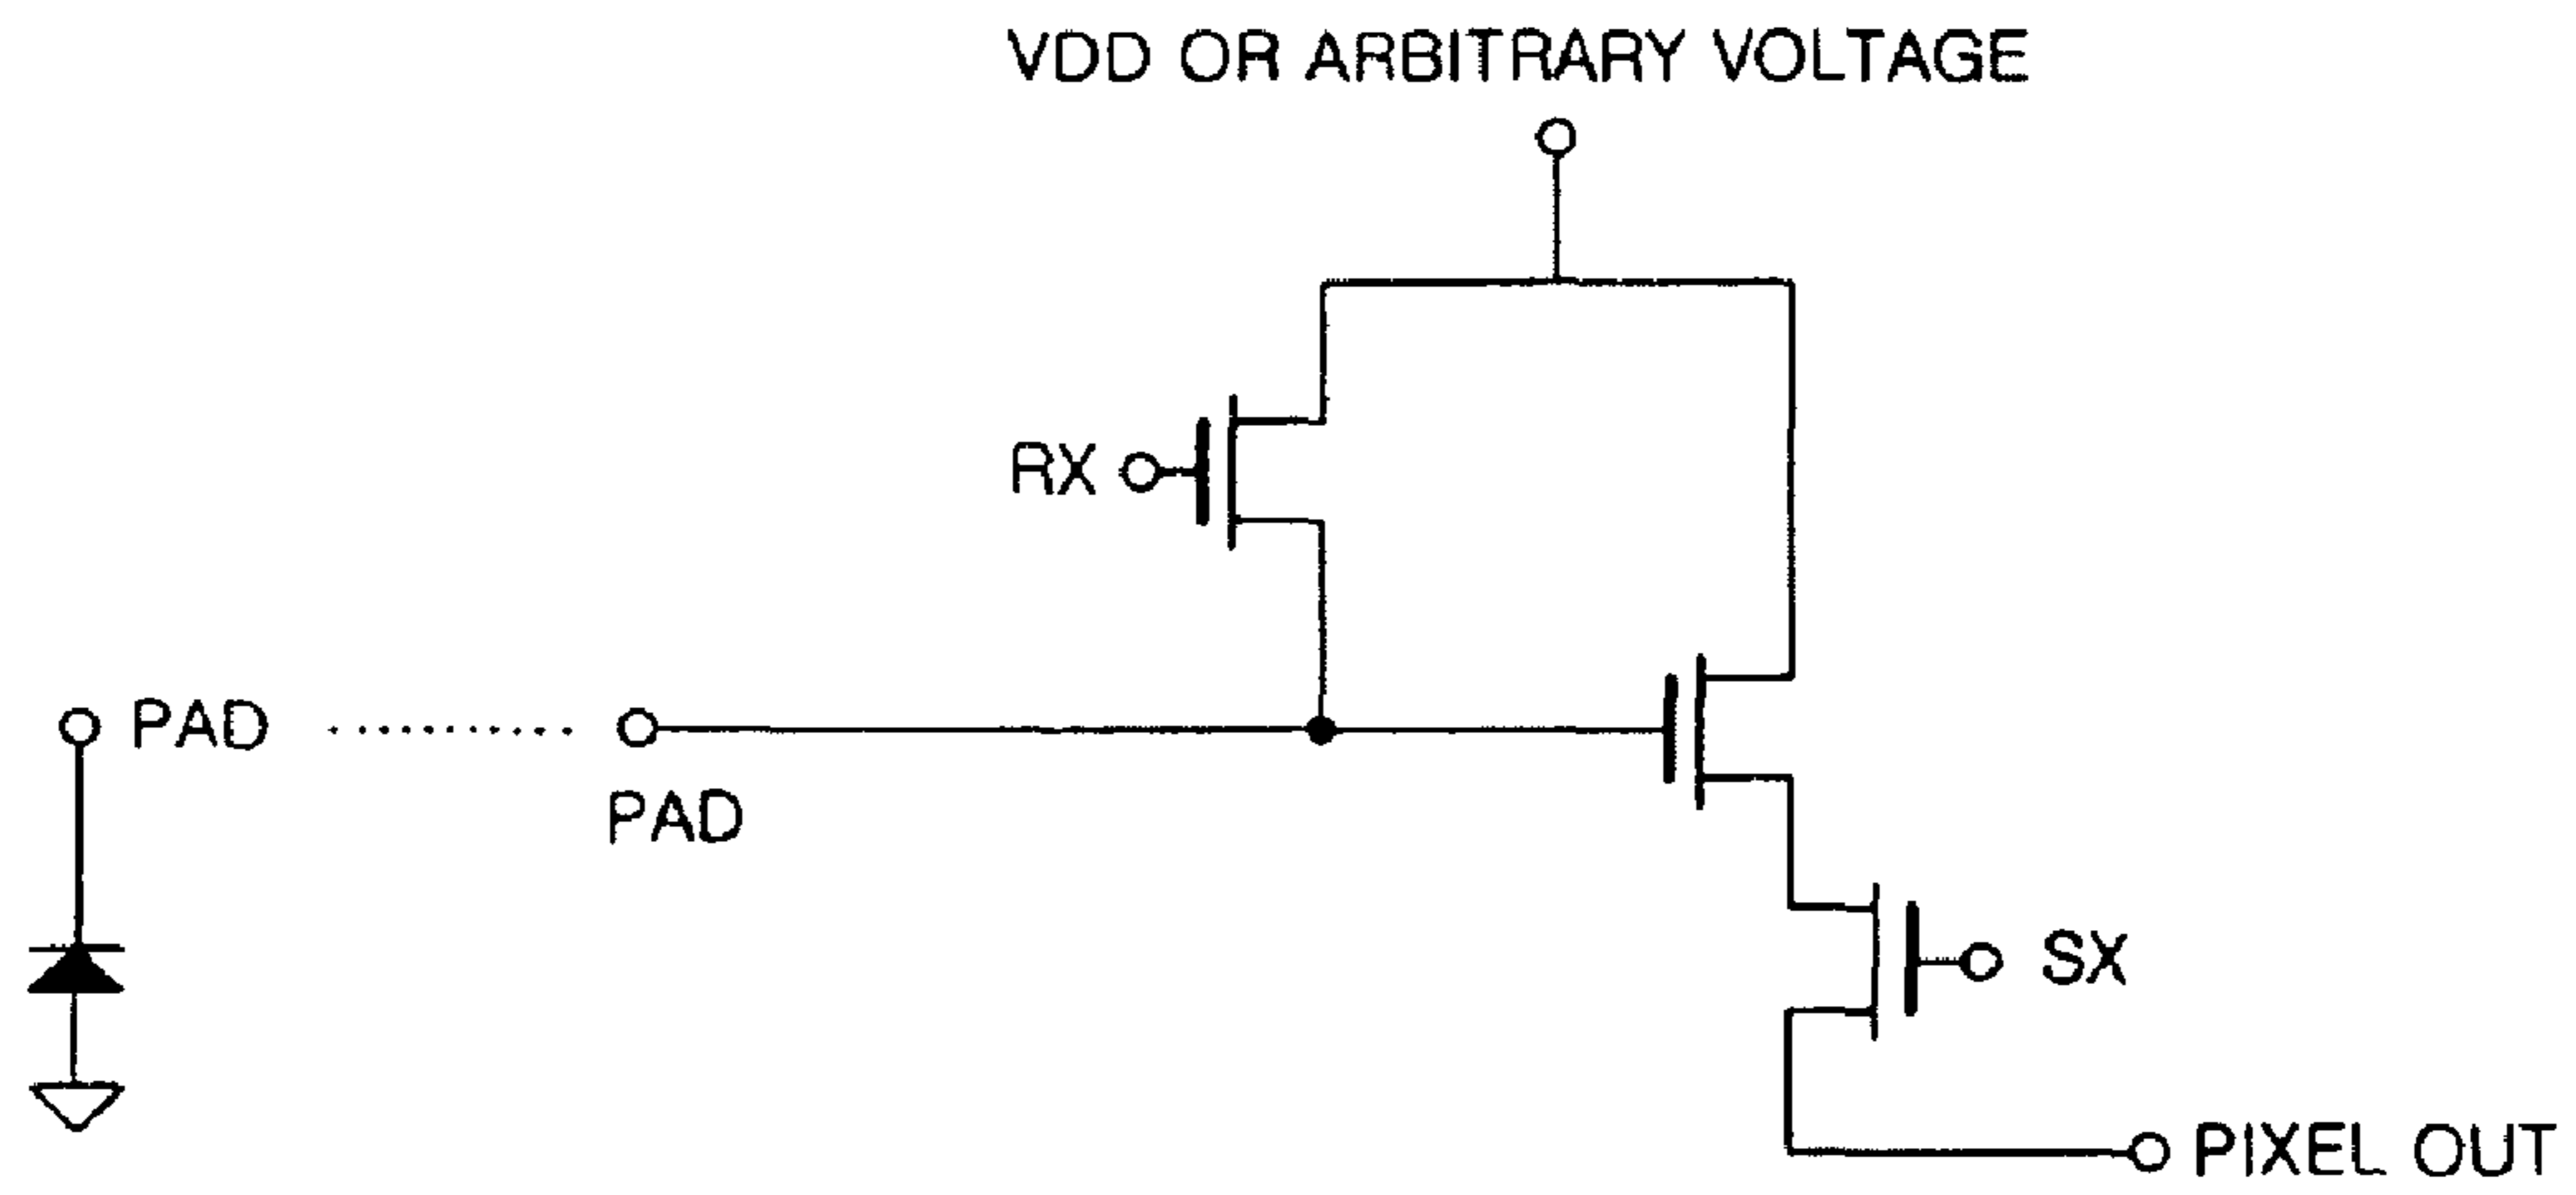 VDD OR ARBITRARY VOLTAGE
RX
PAD
PAD
SX
PIXEL OUT